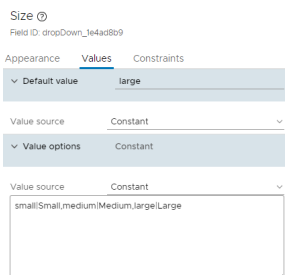 Size ?
Field ID: dropDown_1e4ad8b9
Appearance Values Constraints
Default value large
Value source Constant
Value options Constant
Value source Constant
small|Small,medium|Medium,large|Large